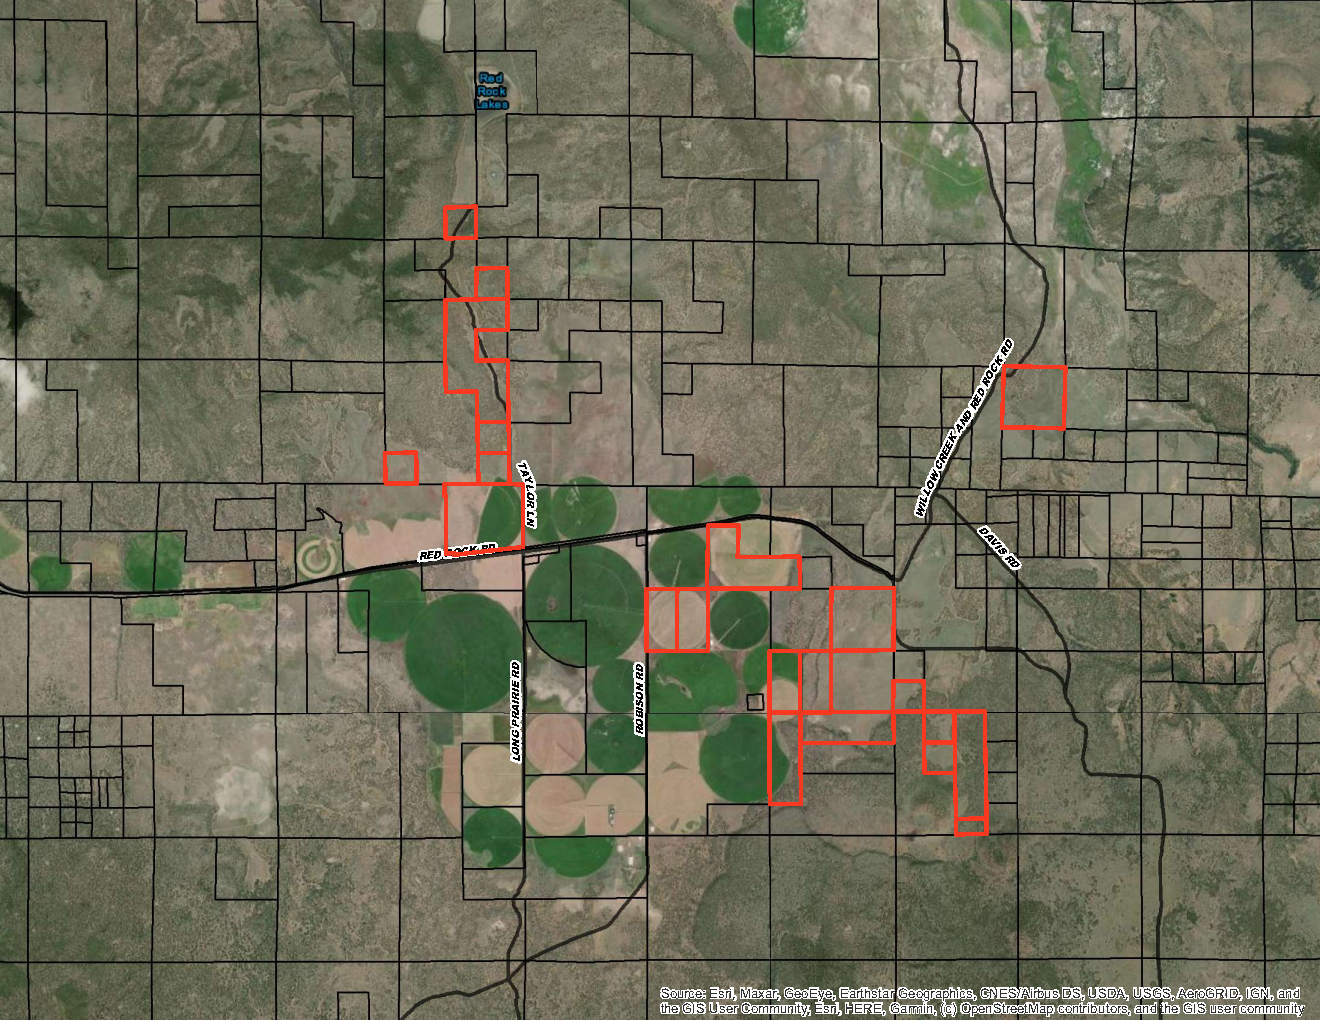 Red
Rock
Lakes
WILLOW CREEK AND RED ROCK RD
TAYLOR LN
RED ROCK RD
DAVIS RD
LONG PRAIRIE RD
ROBISON RD
Source: Esri, Maxar, GeoEye, Earthstar Geographics, CNES/Airbus DS, USDA, USGS, AeroGRID, IGN, and
the GIS User Community, Esri, HERE, Garmin, (c) OpenStreetMap contributors, and the GIS user community